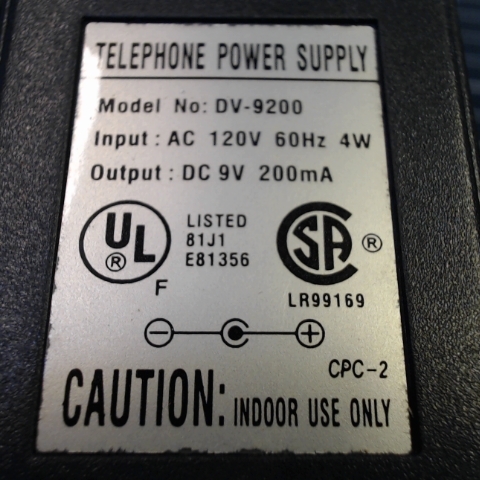 TELEPHONE POWER SUPPLY
Model No: DV-9200
Input: AC 120V 60Hz 4W
Output: DC 9V 200mA
UL ® F
LISTED
81J1
E81356
SA ®
LR99169
CPC-2
CAUTION: INDOOR USE ONLY